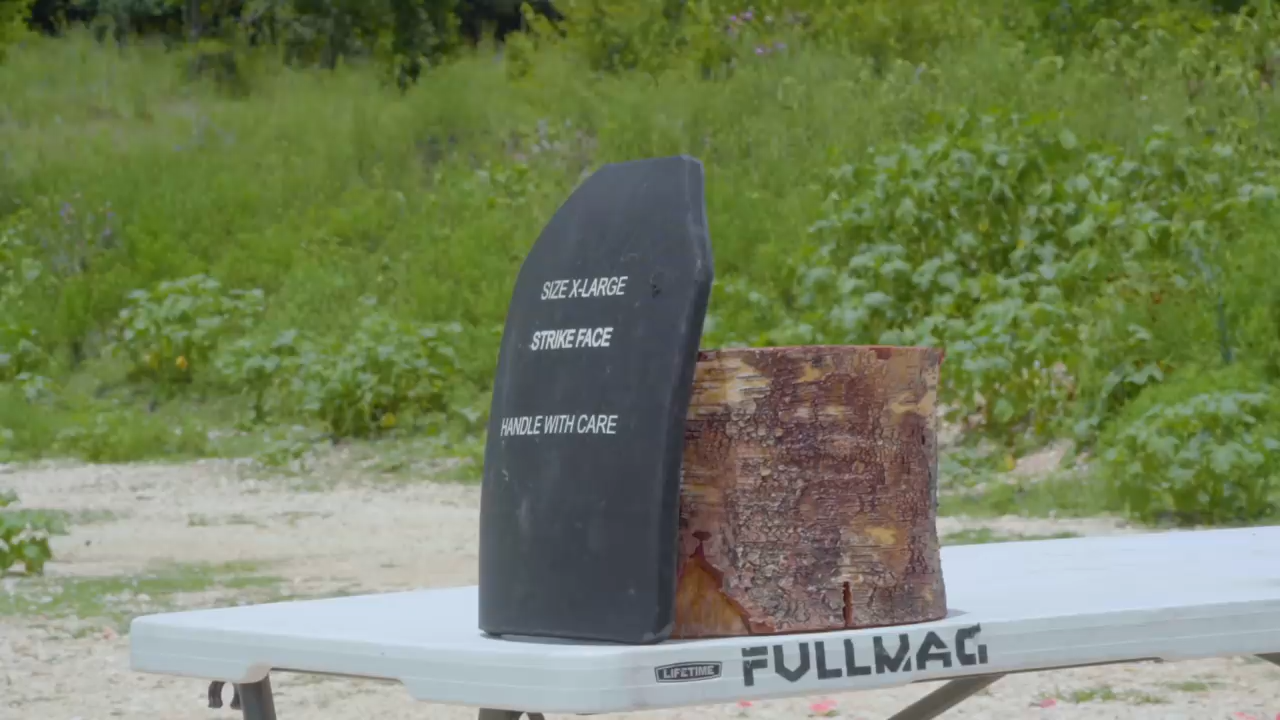 SIZE X-LARGE
STRIKE FACE
HANDLE WITH CARE
LIFETIME
FULLMAG